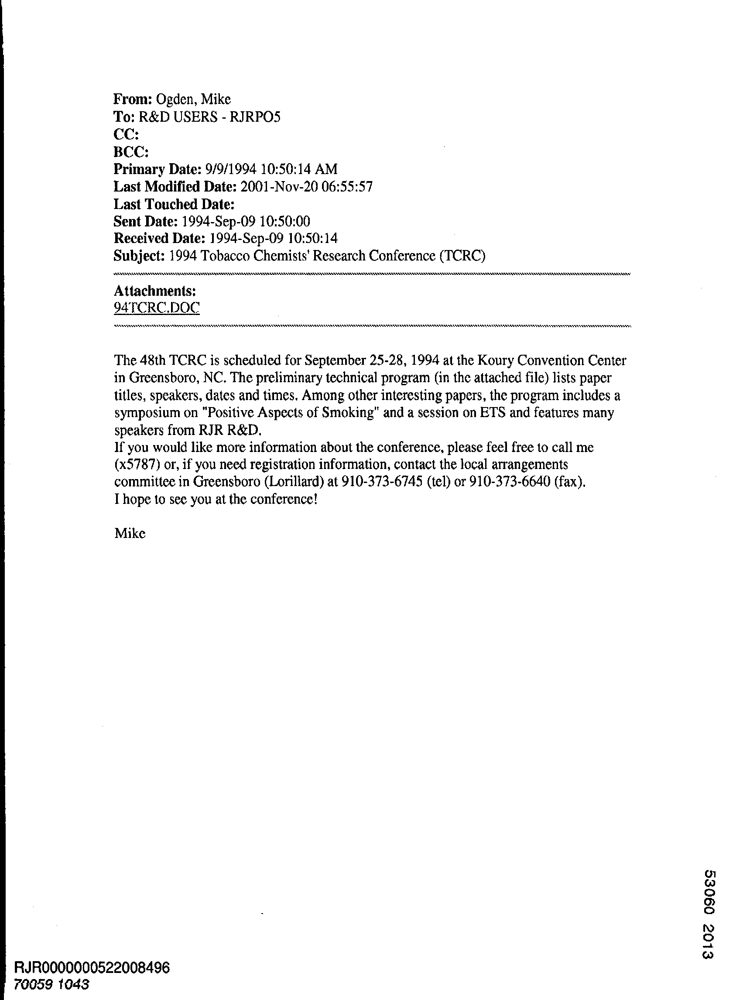 From: Ogden, Mike
To: R&D USERS - RJRPO5
CC:
BCC:
Primary Date: 9/9/1994 10:50:14 AM
Last Modified Date: 2001-Nov-20 06:55:57
Last Touched Date:
Sent Date: 1994-Sep-09 10:50:00
Received Date: 1994-Sep-09 10:50:14
Subject: 1994 Tobacco Chemists' Research Conference (TCRC)
Attachments:
94TCRC.DOC
The 48th TCRC is scheduled for September 25-28, 1994 at the Koury Convention Center
in Greensboro, NC. The preliminary technical program (in the attached file) lists paper
titles, speakers, dates and times. Among other interesting papers, the program includes a
symposium on "Positive Aspects of Smoking" and a session on ETS and features many
speakers from RJR R&D.
If you would like more information about the conference, please feel free to call me
(x5787) or, if you need registration information, contact the local arrangements
committee in Greensboro (Lorillard) at 910-373-6745 (tel) or 910-373-6640 (fax).
I hope to see you at the conference!
Mike
53060 2013
RJR0000000522008496
70059 1043